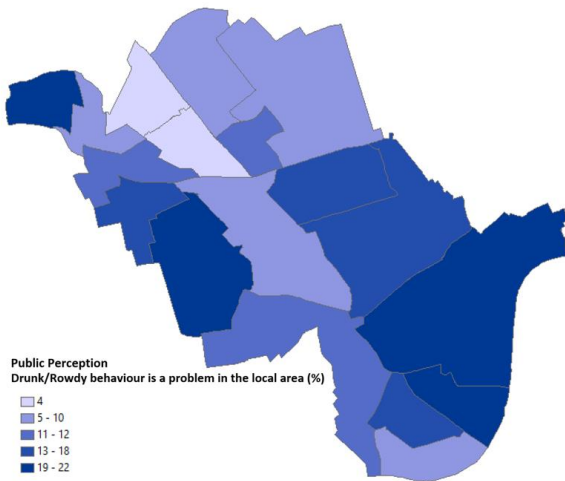 Public Perception
Drunk/Rowdy behaviour is a problem in the local area (%)
4
5 - 10
11 - 12
13 - 18
19 - 22